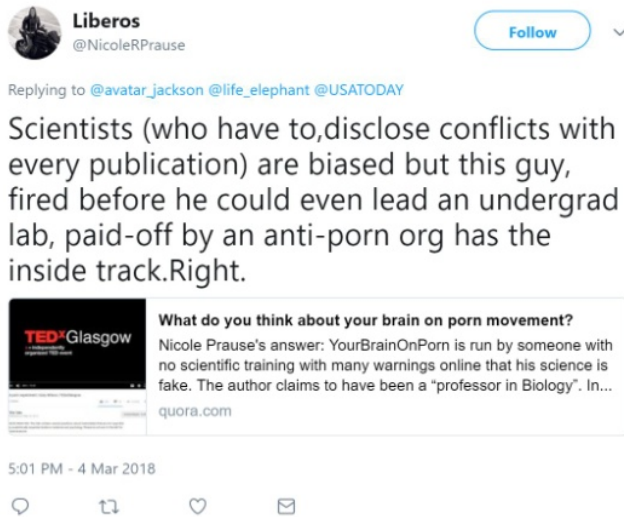 Liberos
@NicoleRPrause
Follow
Replying to @avatar_jackson @life_elephant @USATODAY
Scientists (who have to,disclose conflicts with
every publication) are biased but this guy,
fired before he could even lead an undergrad
lab, paid-off by an anti-porn org has the
inside track.Right.
TEDxGlasgow
What do you think about your brain on porn movement?
Nicole Prause's answer: YourBrainOnPorn is run by someone with
no scientific training with many warnings online that his science is
fake. The author claims to have been a “professor in Biology”. In...
quora.com
5:01 PM - 4 Mar 2018